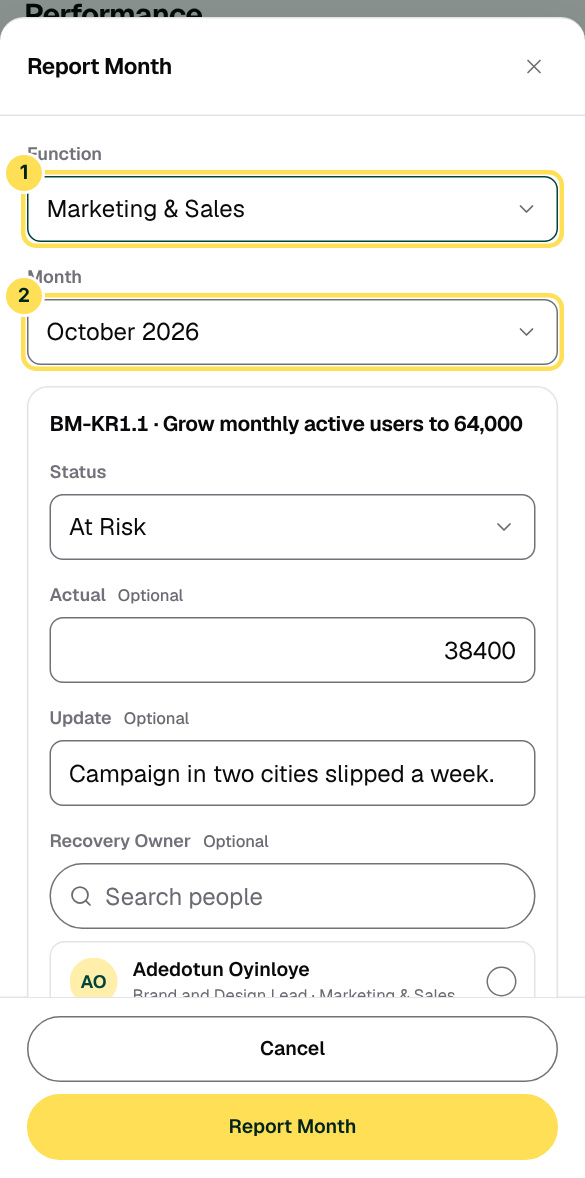 Performance
Report Month
Function
1
Marketing & Sales
Month
2
October 2026
BM-KR1.1 · Grow monthly active users to 64,000
Status
At Risk
Actual Optional
38400
Update Optional
Campaign in two cities slipped a week.
Recovery Owner Optional
Search people
AO
Adedotun Oyinloye
Brand and Design Lead · Marketing & Sales
Cancel
Report Month